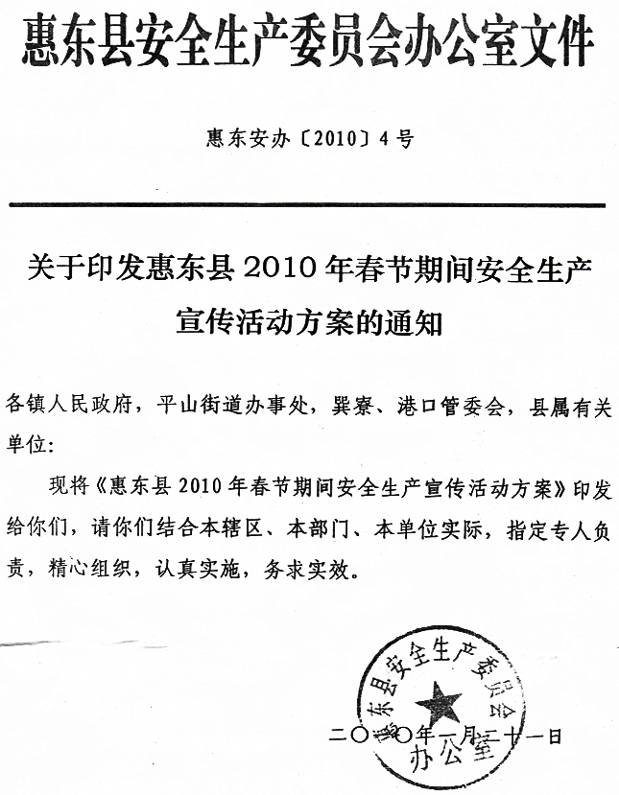 惠东县安全生产委员会办公室文件
惠东安办〔2010〕4号
关于印发惠东县2010年春节期间安全生产
宣传活动方案的通知
各镇人民政府，平山街道办事处，巽寮、港口管委会，县属有关
单位：
现将《惠东县2010年春节期间安全生产宣传活动方案》印发
给你们，请你们结合本辖区、本部门、本单位实际，指定专人负
责，精心组织，认真实施，务求实效。
惠东县安全生产委员会
二〇一〇年一月二十一日
办公室